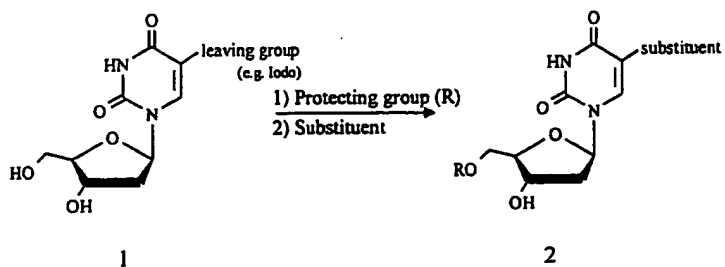 O
leaving group
(e.g. Iodo)
HN
O
N
O
HO
OH
1
1) Protecting group (R)
2) Substituent
O
substituent
HN
O
N
O
RO
OH
2